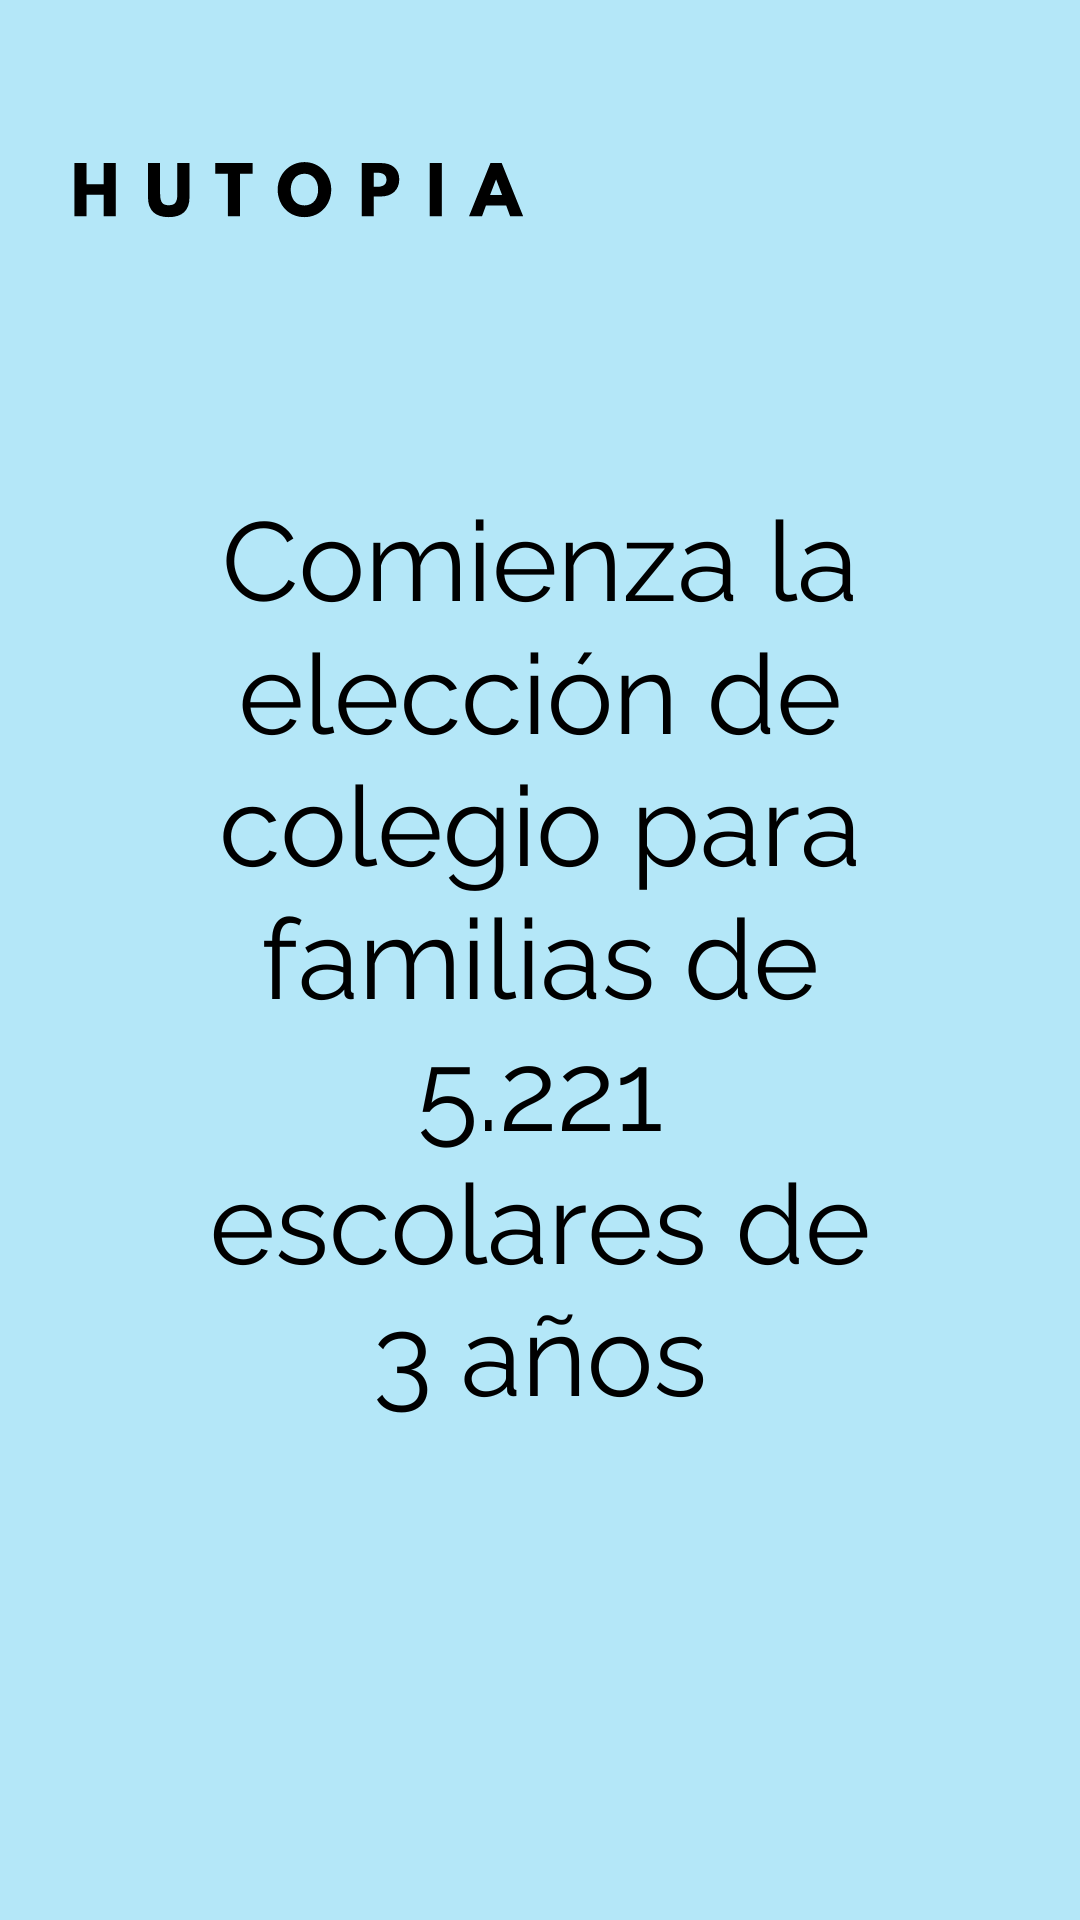 HUTOPIA
Comienza la
elección de
colegio para
familias de
5.221
escolares de
3 años